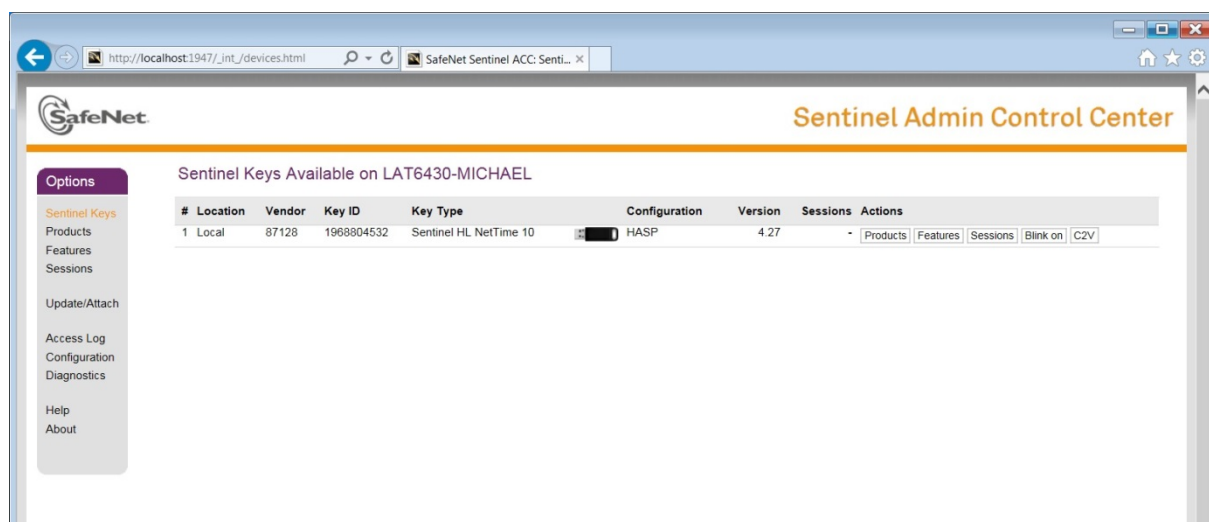 http://localhost:1947/_int_/devices.html
SafeNet Sentinel ACC: Senti...
SafeNet.
Sentinel Admin Control Center
Options
Sentinel Keys
Products
Features
Sessions
Update/Attach
Access Log
Configuration
Diagnostics
Help
About
Sentinel Keys Available on LAT6430-MICHAEL
# Location Vendor Key ID Key Type Configuration Version Sessions Actions
1 Local 87128 1968804532 Sentinel HL NetTime 10 HASP 4.27 - Products Features Sessions Blink on C2V